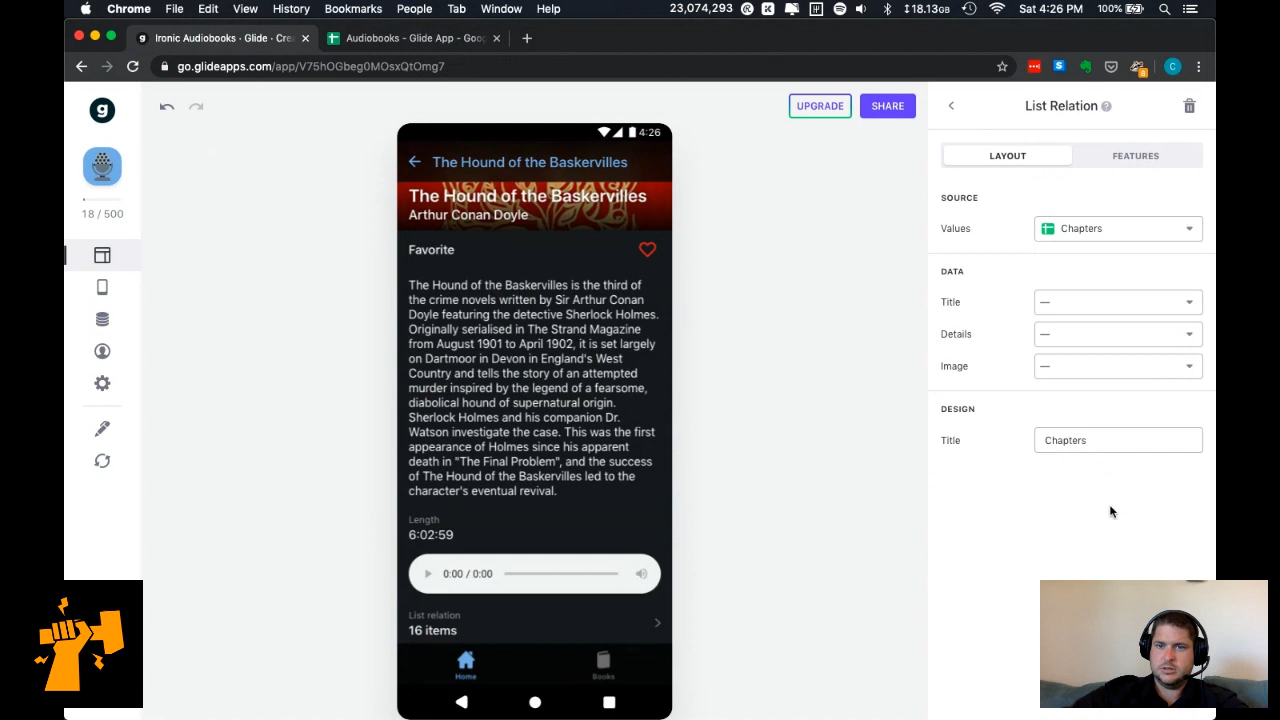 Chrome File Edit View History Bookmarks People Tab Window Help 23,074,293 18.13GB Sat 4:26 PM 100%
Ironic Audiobooks · Glide · Cre
Audiobooks - Glide App - Goo
go.glideapps.com/app/V75hOGbeg0MOsxQtOmg7
C
8
g
UPGRADE
SHARE
List Relation
18 / 500
4:26
The Hound of the Baskervilles
The Hound of the Baskervilles
Arthur Conan Doyle
Favorite
The Hound of the Baskervilles is the third of
the crime novels written by Sir Arthur Conan
Doyle featuring the detective Sherlock Holmes.
Originally serialised in The Strand Magazine
from August 1901 to April 1902, it is set largely
on Dartmoor in Devon in England's West
Country and tells the story of an attempted
murder inspired by the legend of a fearsome,
diabolical hound of supernatural origin.
Sherlock Holmes and his companion Dr.
Watson investigate the case. This was the first
appearance of Holmes since his apparent
death in "The Final Problem", and the success
of The Hound of the Baskervilles led to the
character's eventual revival.
Length
6:02:59
0:00 / 0:00
List relation
16 items
Home
Books
LAYOUT
FEATURES
SOURCE
Values Chapters
DATA
Title —
Details —
Image —
DESIGN
Title Chapters